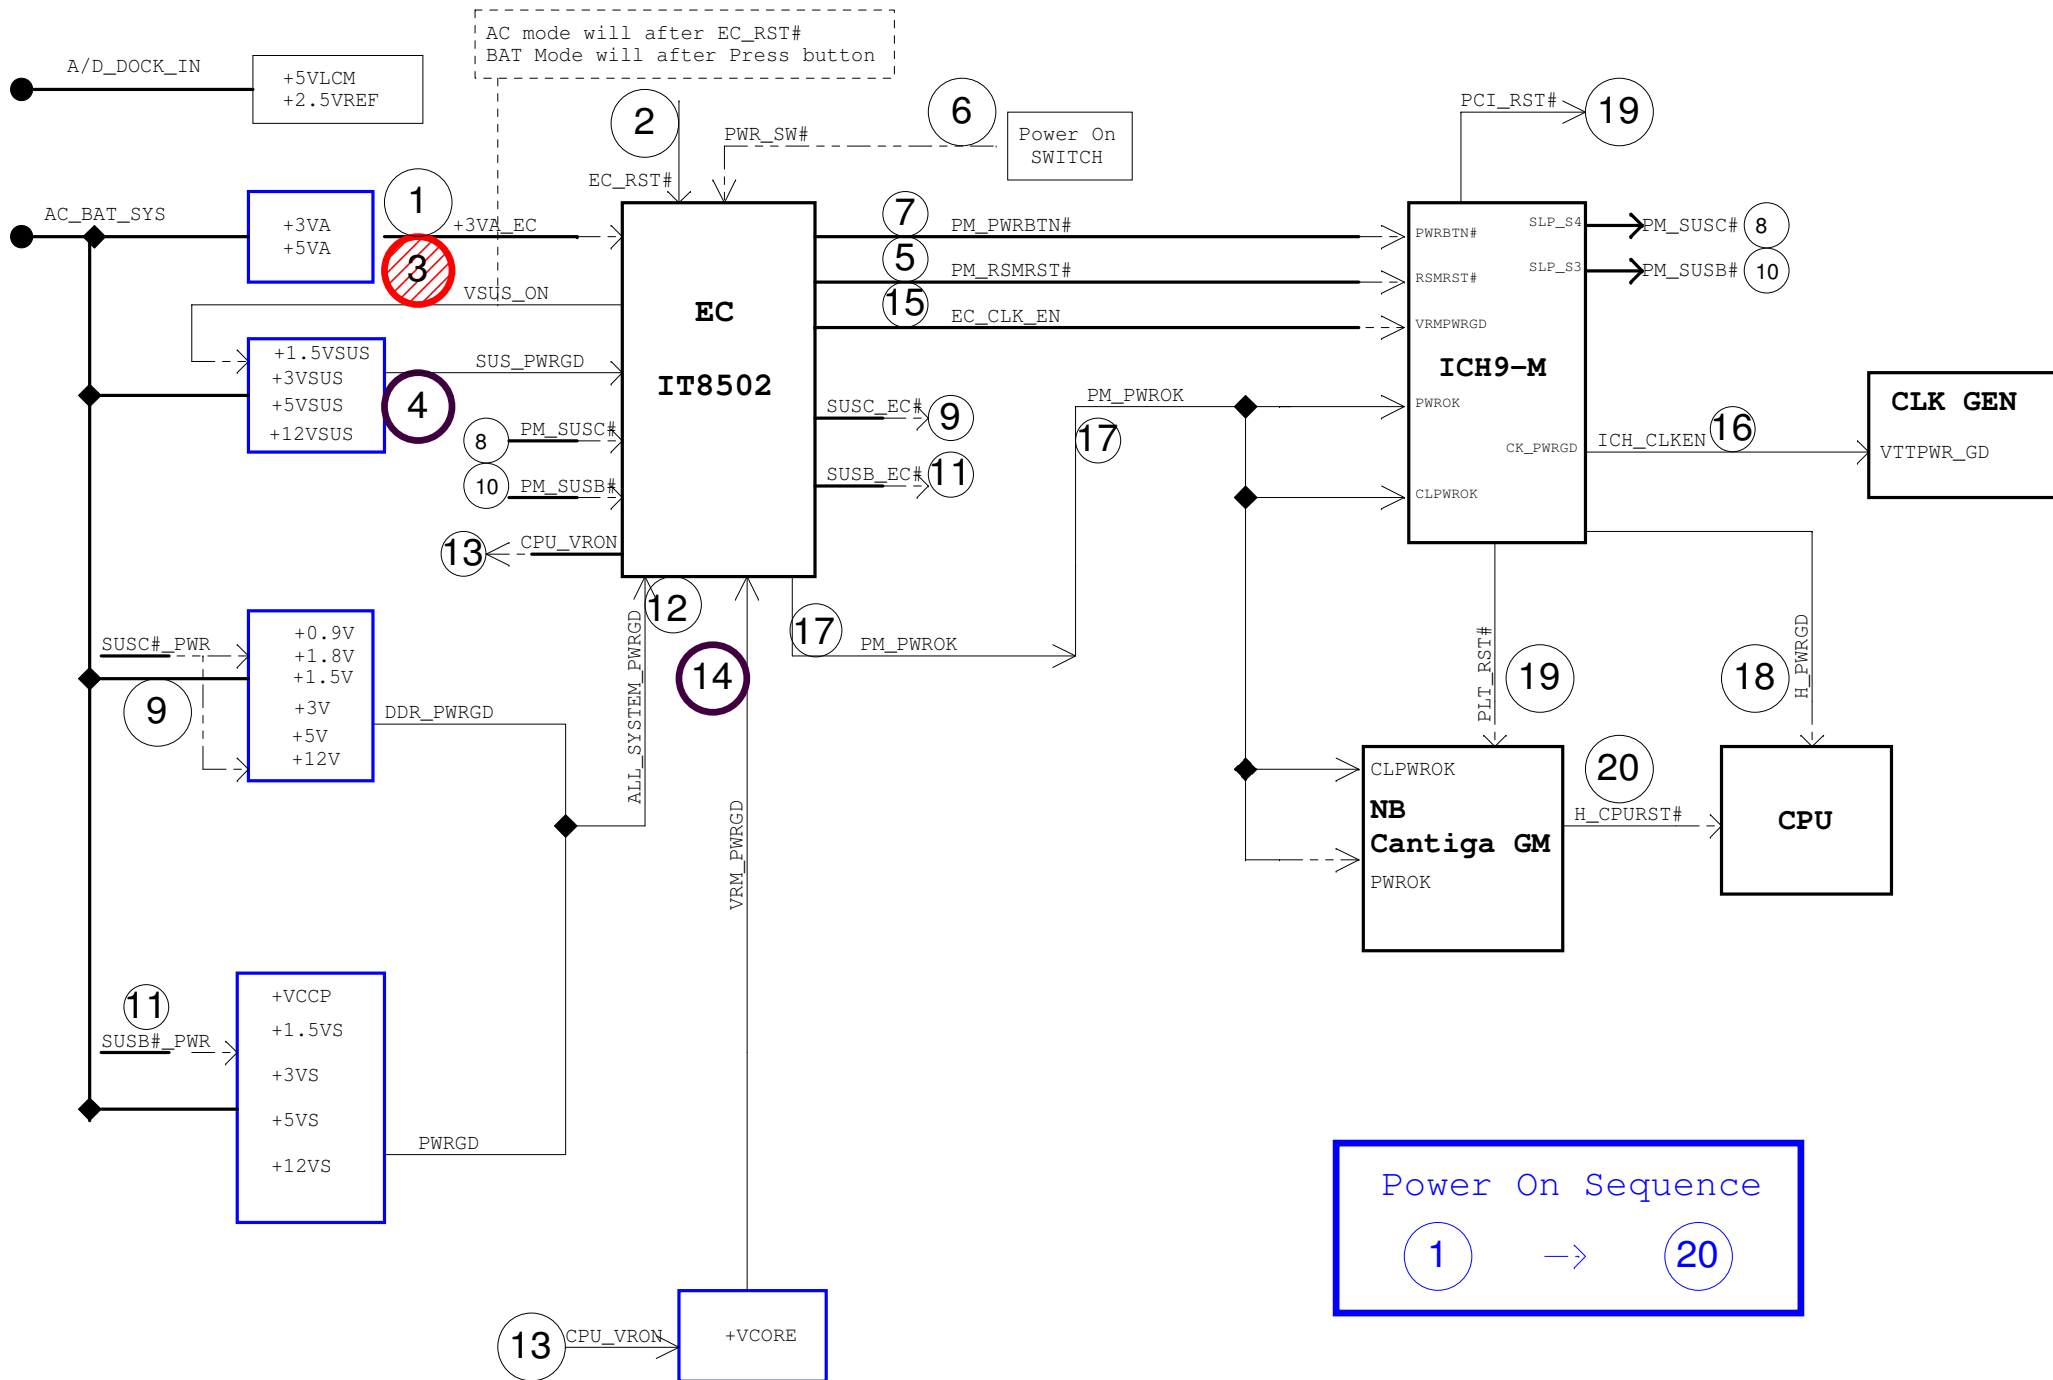 AC mode will after EC_RST#
BAT Mode will after Press button
A/D_DOCK_IN
+5VLCM
+2.5VREF
2
PWR_SW#
6
Power On
SWITCH
PCI_RST#
19
EC_RST#
AC_BAT_SYS
+3VA
+5VA
1
+3VA_EC
3
VSUS_ON
7
PM_PWRBTN#
5
PM_RSMRST#
15
EC_CLK_EN
EC
IT8502
PWRBTN#
RSMRST#
VRMPWRGD
ICH9-M
PWROK
CLPWROK
SLP_S4
SLP_S3
CK_PWRGD
PM_SUSC#
8
PM_SUSB#
10
+1.5VSUS
+3VSUS
+5VSUS
+12VSUS
SUS_PWRGD
4
8
PM_SUSC#
10
PM_SUSB#
13
CPU_VRON
SUSC_EC#
9
SUSB_EC#
11
PM_PWROK
17
ICH_CLKEN
16
CLK GEN
VTTPWR_GD
12
14
17
PM_PWROK
ALL_SYSTEM_PWRGD
VRM_PWRGD
SUSC#_PWR
9
+0.9V
+1.8V
+1.5V
+3V
+5V
+12V
DDR_PWRGD
PLT_RST#
19
18
H_PWRGD
CLPWROK
NB
Cantiga GM
PWROK
20
H_CPURST#
CPU
11
SUSB#_PWR
+VCCP
+1.5VS
+3VS
+5VS
+12VS
PWRGD
13
CPU_VRON
+VCORE
Power On Sequence
1
20